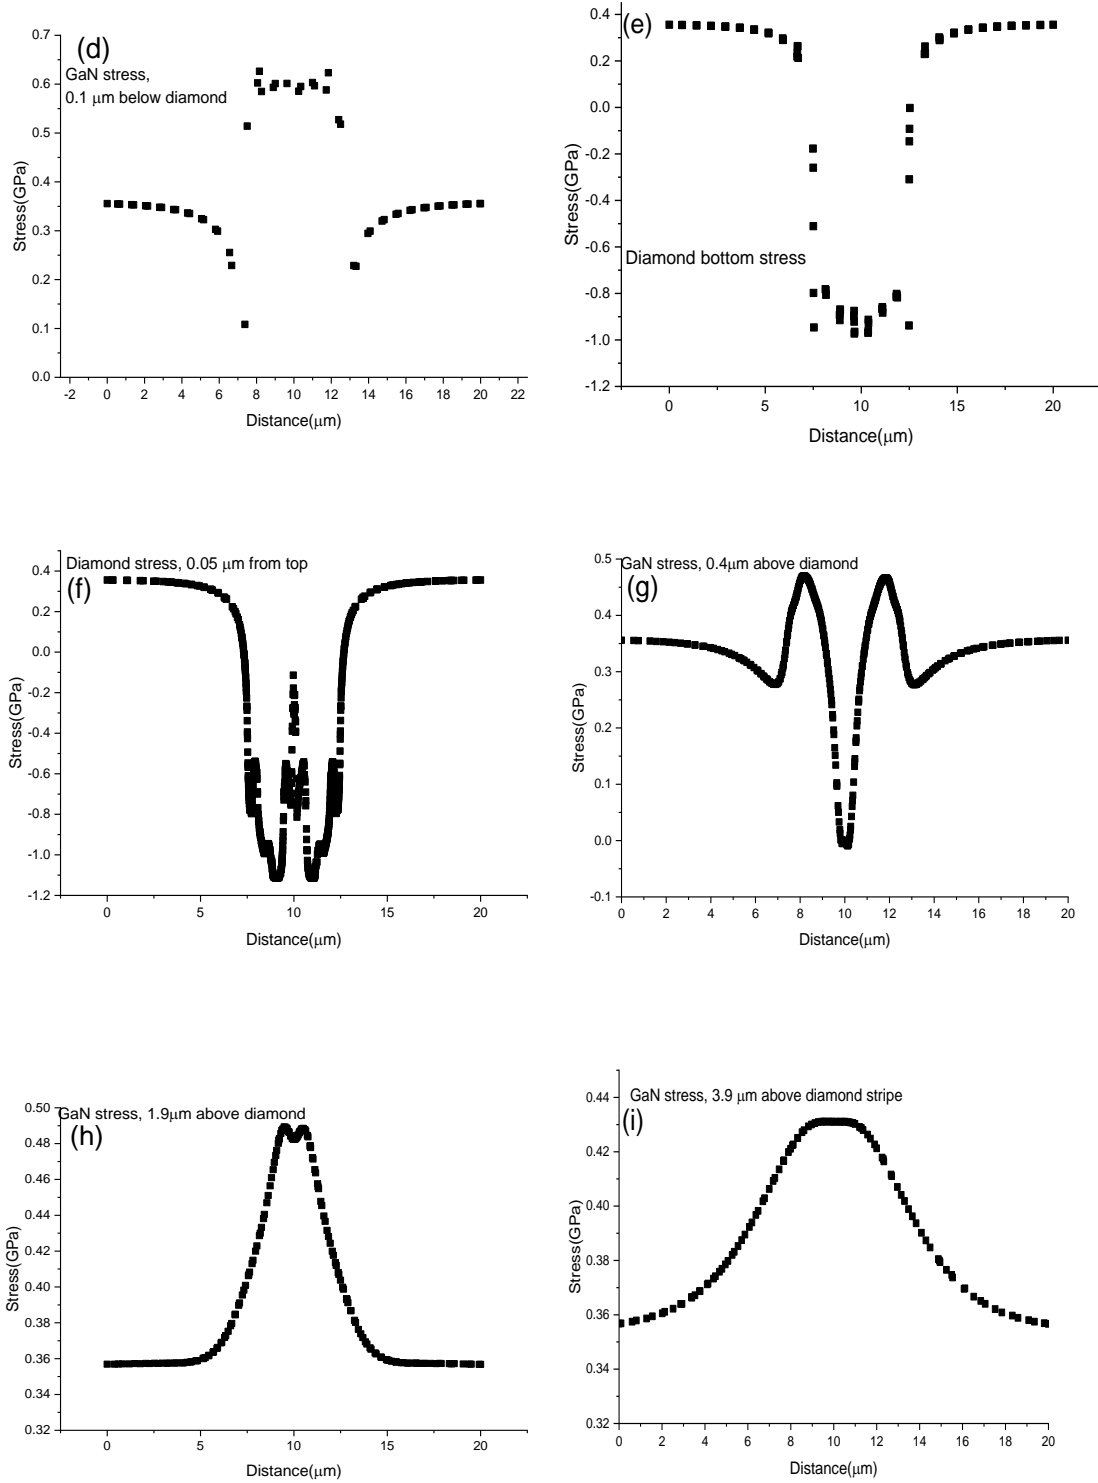 (d)
GaN stress,
0.1 μm below diamond
0.7
0.6
0.5
0.4
0.3
0.2
0.1
0.0
Stress(GPa)
-2 0 2 4 6 8 10 12 14 16 18 20 22
Distance(μm)
(e)
0.4
0.2
0.0
-0.2
-0.4
-0.6
-0.8
-1.0
-1.2
Stress(GPa)
Diamond bottom stress
0 5 10 15 20
Distance(μm)
Diamond stress, 0.05 μm from top
(f)
0.4
0.2
0.0
-0.2
-0.4
-0.6
-0.8
-1.0
-1.2
Stress(GPa)
0 5 10 15 20
Distance(μm)
GaN stress, 0.4μm above diamond
(g)
0.5
0.4
0.3
0.2
0.1
0.0
-0.1
Stress(GPa)
0 2 4 6 8 10 12 14 16 18 20
Distance(μm)
GaN stress, 1.9μm above diamond
(h)
0.50
0.48
0.46
0.44
0.42
0.40
0.38
0.36
0.34
0.32
Stress(GPa)
0 5 10 15 20
Distance(μm)
GaN stress, 3.9 μm above diamond stripe
(i)
0.44
0.42
0.40
0.38
0.36
0.34
0.32
Stress(GPa)
0 2 4 6 8 10 12 14 16 18 20
Distance(μm)